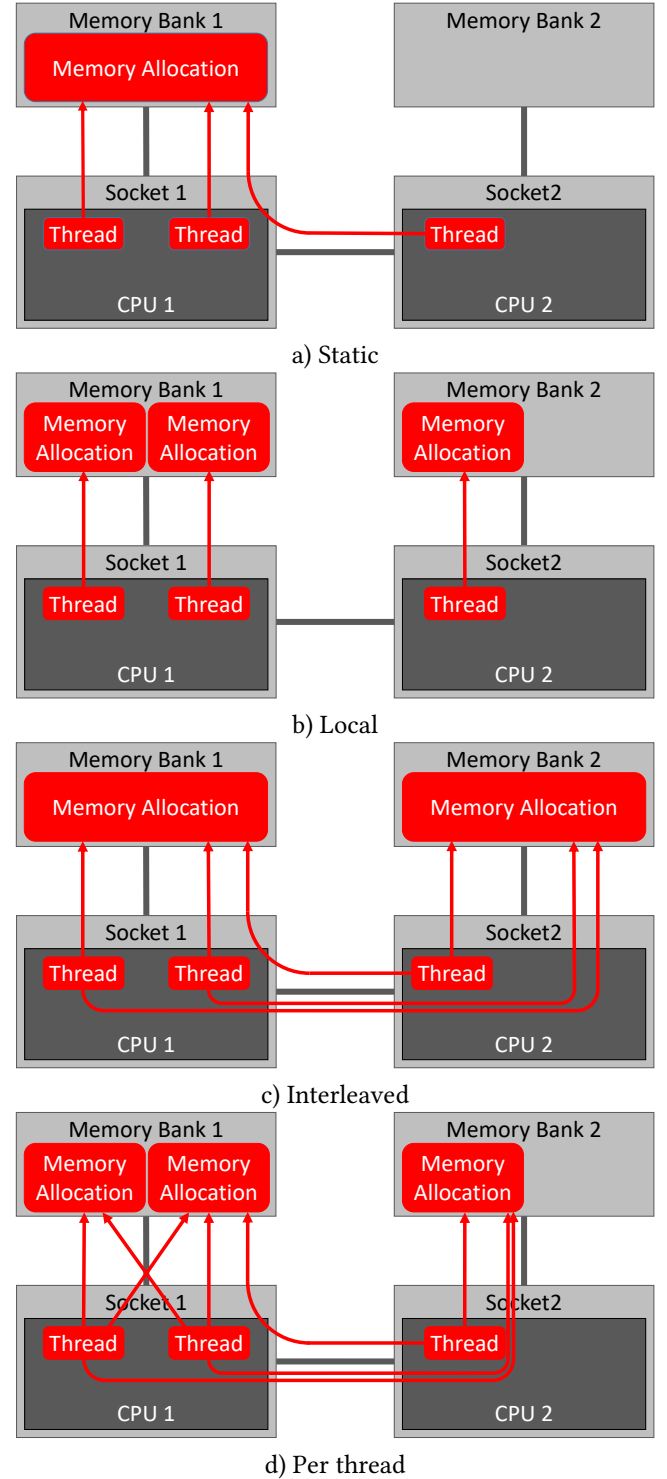 Memory Bank 1
Memory Bank 2
Memory Allocation
Socket 1
Socket2
Thread
Thread
Thread
CPU 1
CPU 2
a) Static
Memory Bank 1
Memory Bank 2
Memory
Allocation
Memory
Allocation
Memory
Allocation
Socket 1
Socket2
Thread
Thread
Thread
CPU 1
CPU 2
b) Local
Memory Bank 1
Memory Bank 2
Memory Allocation
Memory Allocation
Socket 1
Socket2
Thread
Thread
Thread
CPU 1
CPU 2
c) Interleaved
Memory Bank 1
Memory Bank 2
Memory
Allocation
Memory
Allocation
Memory
Allocation
Socket 1
Socket2
Thread
Thread
Thread
CPU 1
CPU 2
d) Per thread